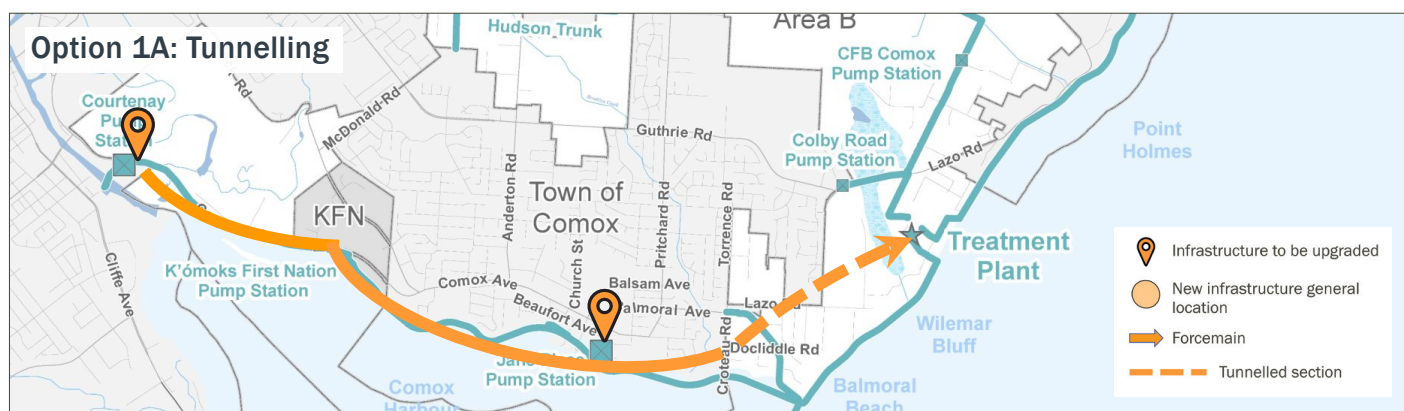 Option 1A: Tunnelling
Hudson Trunk
Area B
CFB Comox
Pump Station
Courtenay
Station
McDonald-Rd
Guthrie Rd
Point
Holmes
Colby Road
Pump Station
Lazo-Rd
Anderton-Rd
Town of
Comox
Church St
Pritchard-Rd
Torrence-Rd
KFN
K'ómoks First Nation
Pump Station
Cliffe-Ave
Comox Ave
Beaufort Ave
Balsam Ave
Treatment
Plant
Croteau-Rd
Docliddle Rd
Wilemar
Bluff
Pump Station
Comox
Balmoral
Beach
Infrastructure to be upgraded
New infrastructure general
location
Forcemain
Tunnelled section